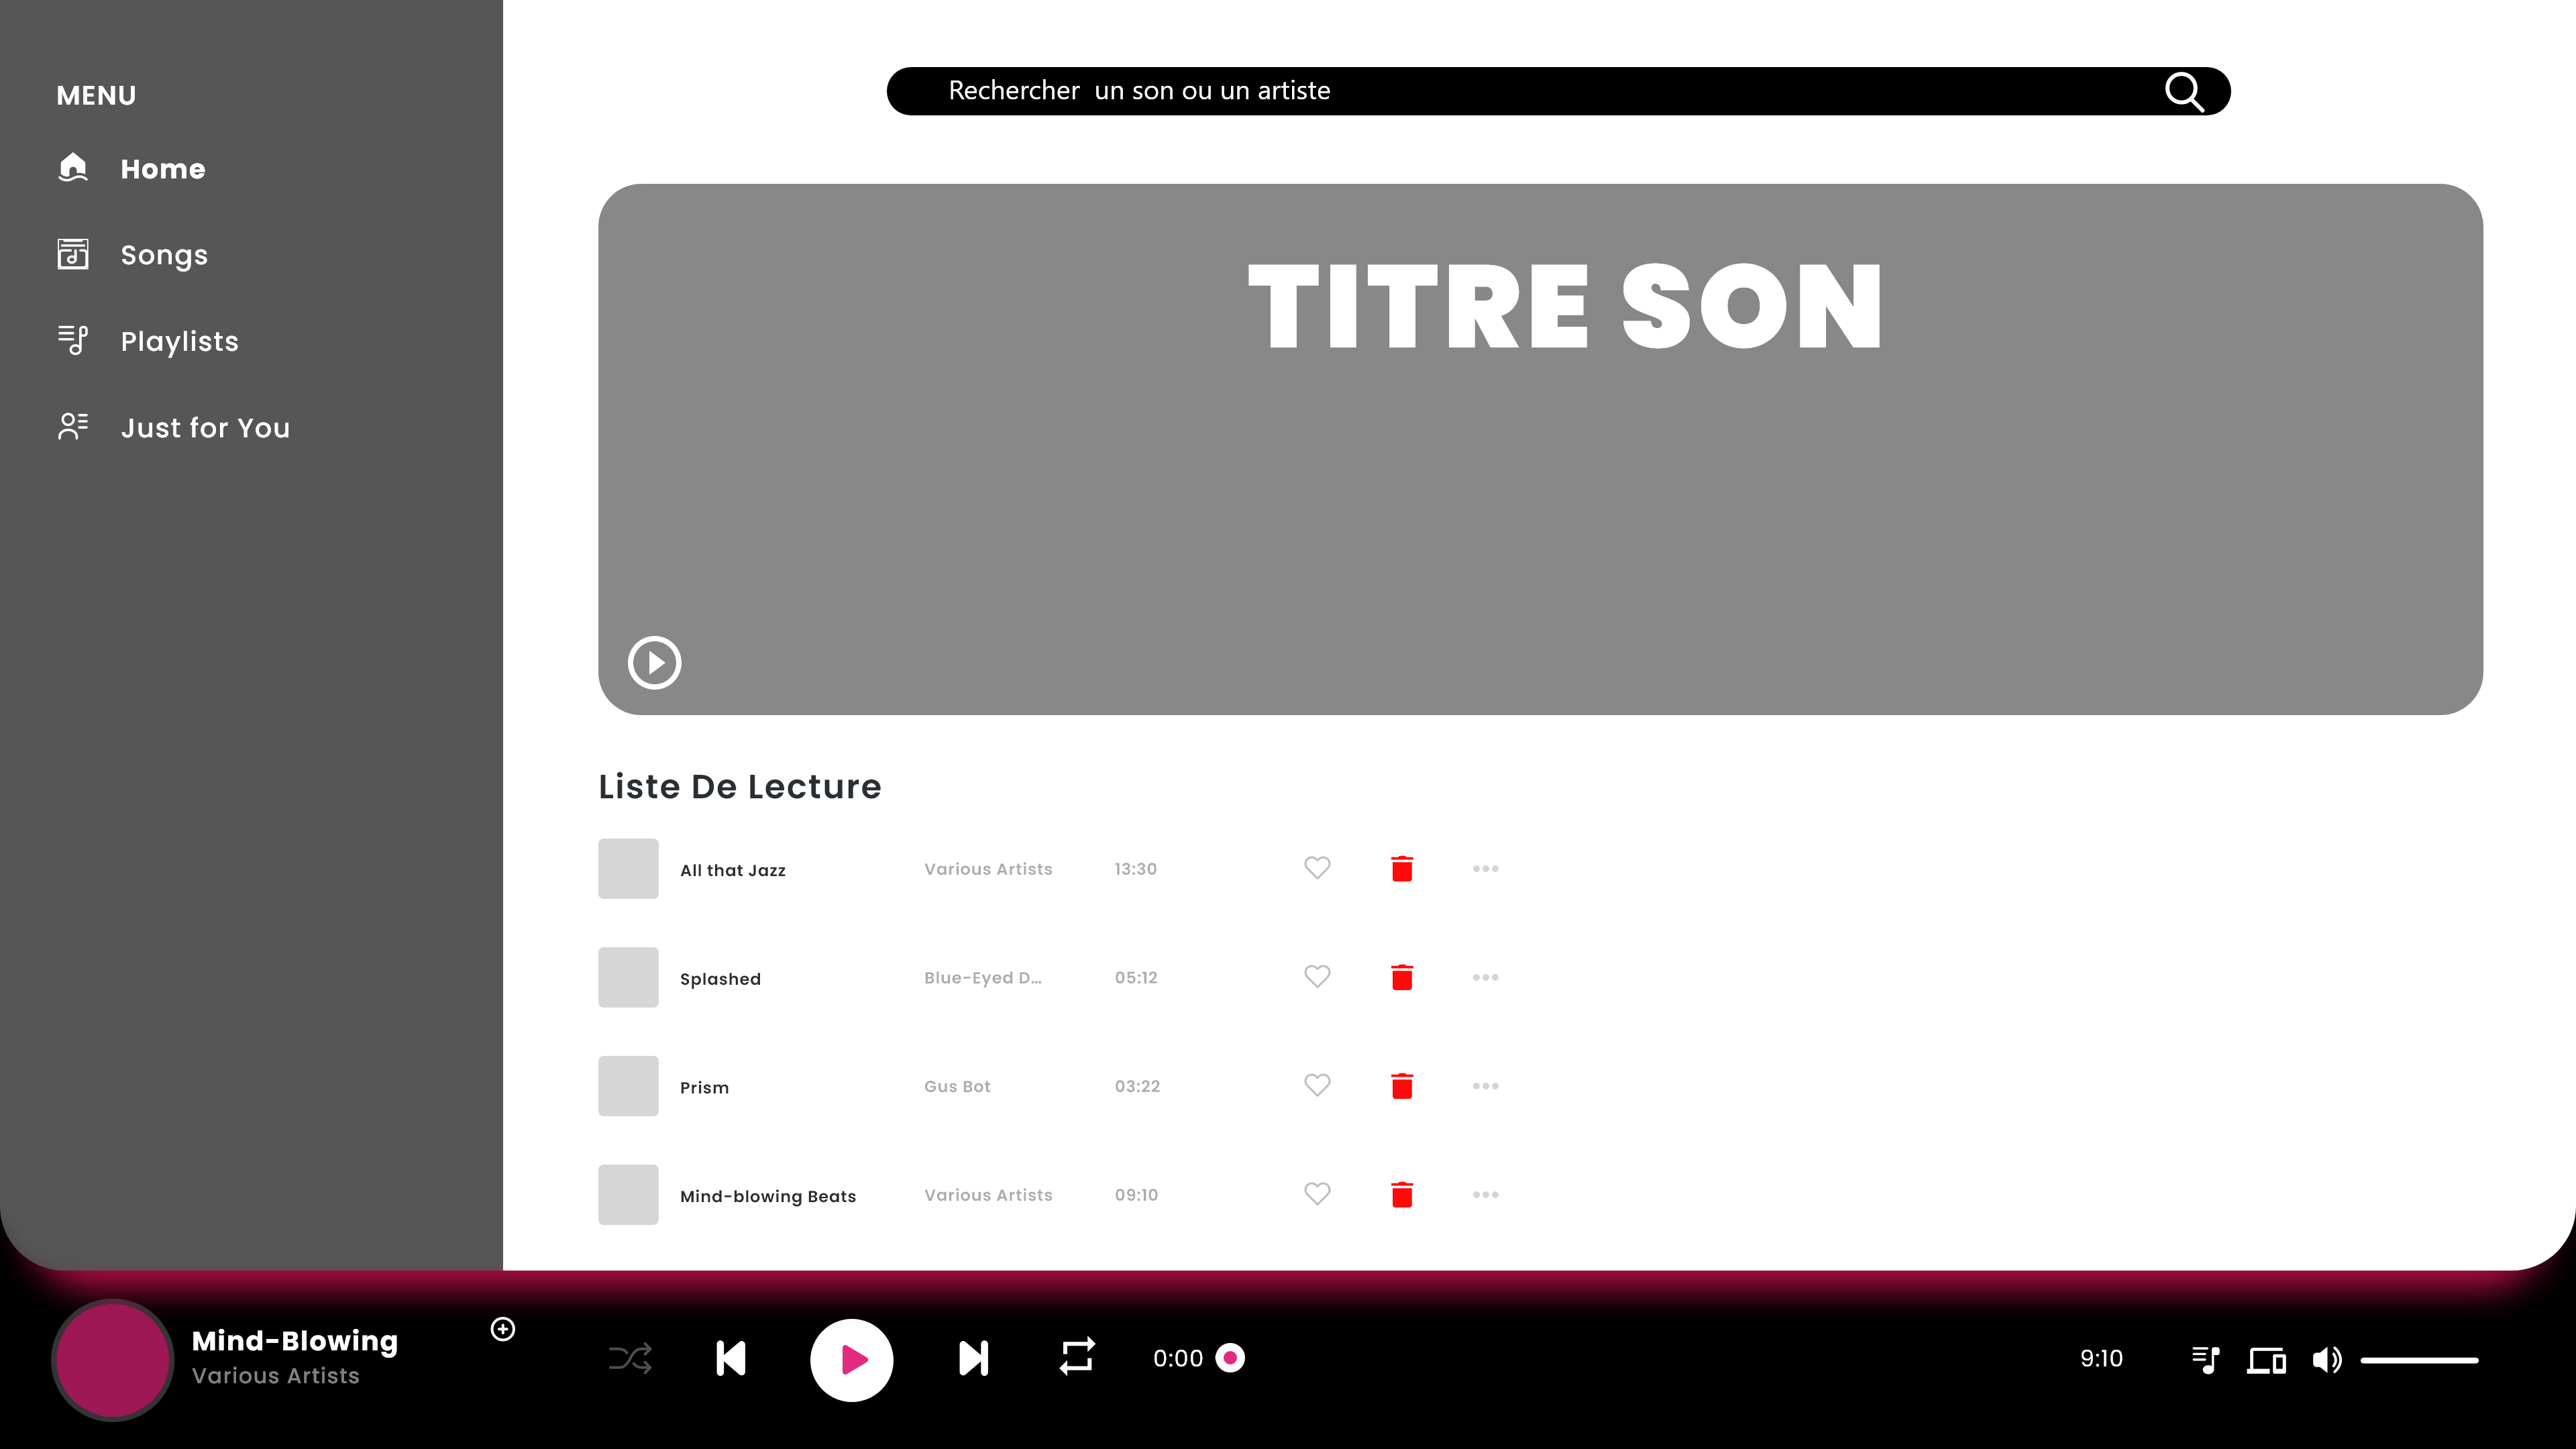 MENU
Home
Songs
Playlists
Just for You
Rechercher  un son ou un artiste
TITRE SON
Liste De Lecture
All that Jazz Various Artists 13:30
Splashed Blue-Eyed D... 05:12
Prism Gus Bot 03:22
Mind-blowing Beats Various Artists 09:10
Mind-Blowing
Various Artists
0:00
9:10